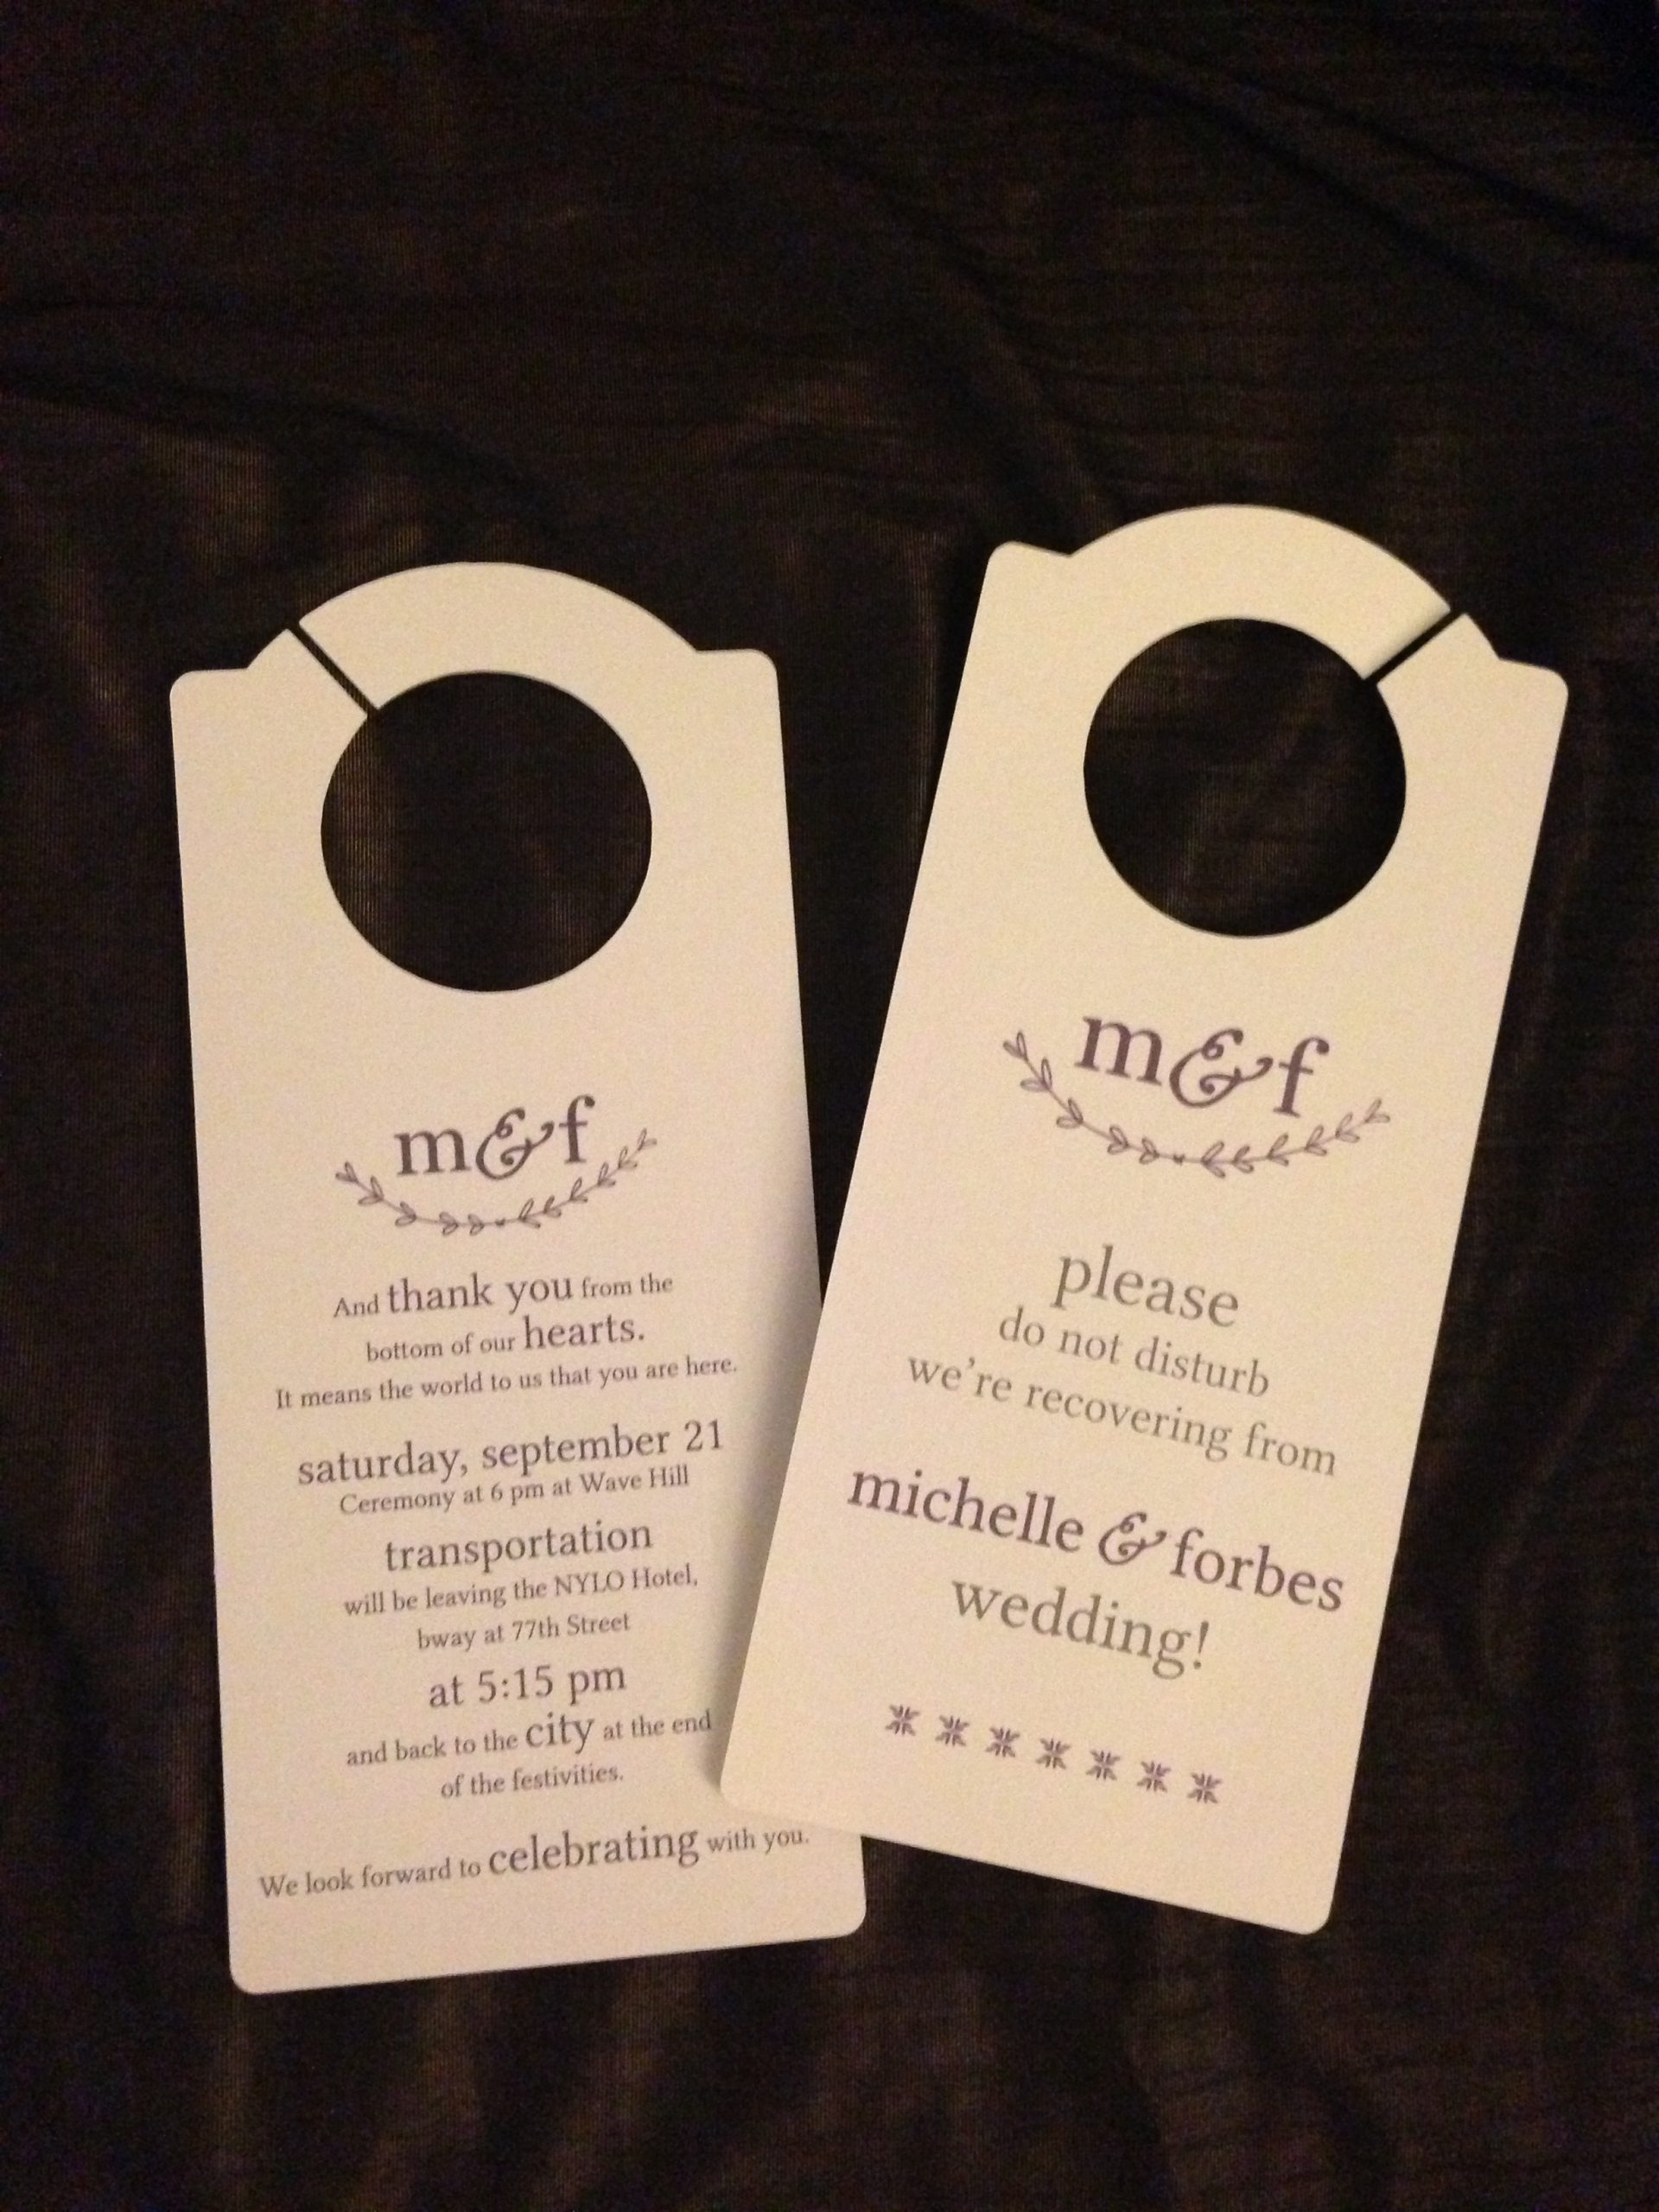 m&f
And thank you from the
bottom of our hearts.
It means the world to us that you are here.
saturday, september 21
Ceremony at 6 pm at Wave Hill
transportation
will be leaving the NYLO Hotel,
bway at 77th Street
at 5:15 pm
and back to the city at the end
of the festivities.
We look forward to celebrating with you.
m&f
please
do not disturb
we're recovering from
michelle & forbes
wedding!